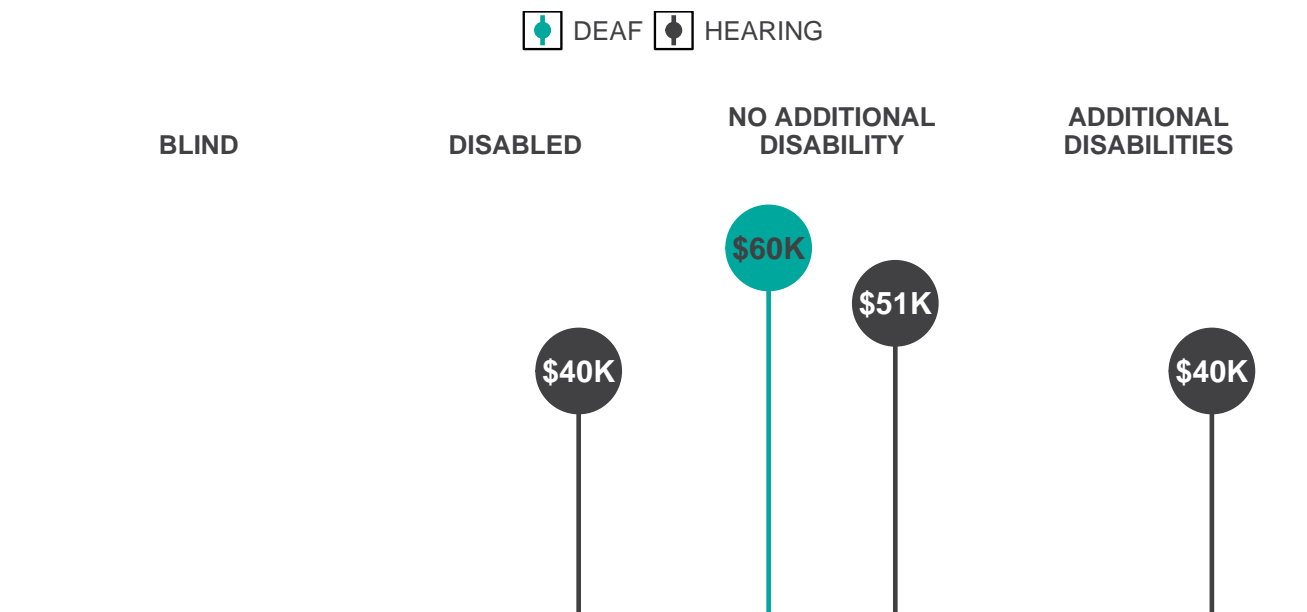 DEAF HEARING
BLIND
DISABLED
NO ADDITIONAL
DISABILITY
ADDITIONAL
DISABILITIES
$60K
$51K
$40K
$40K